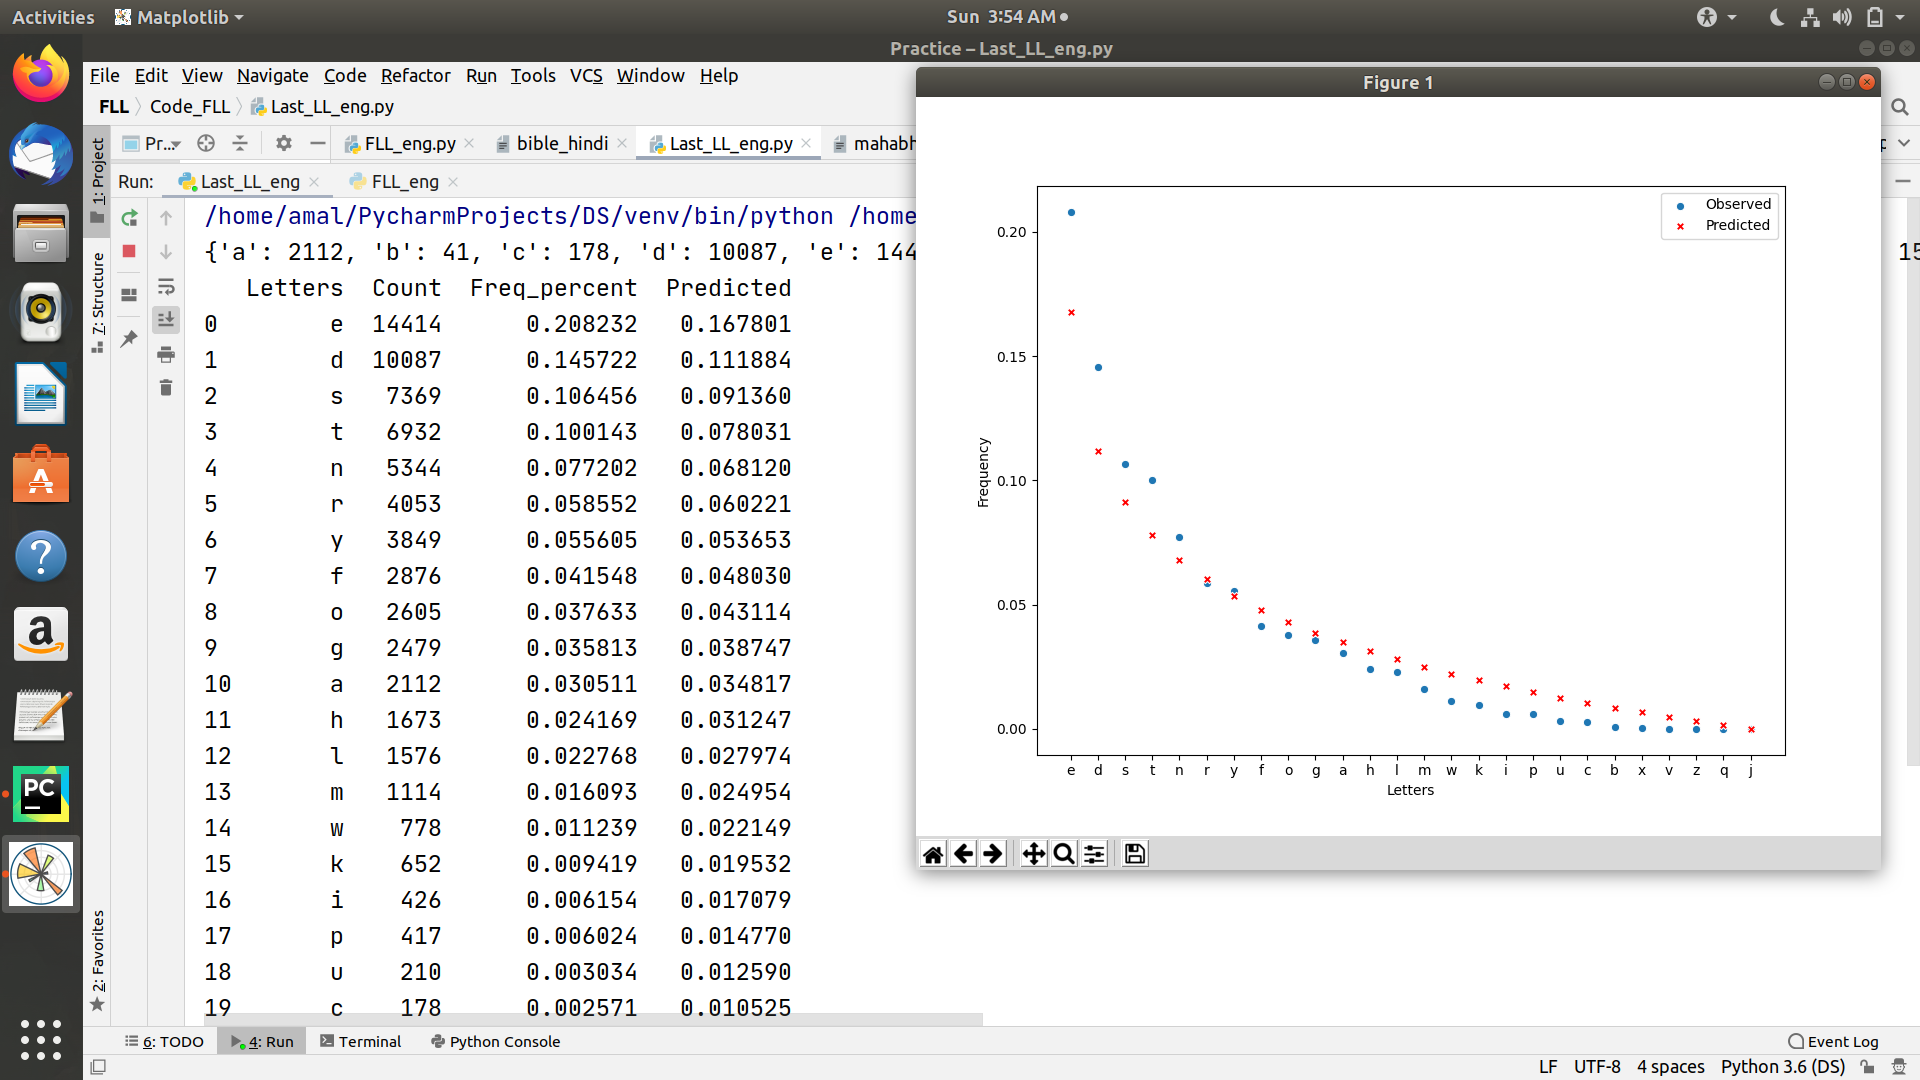 Activities Matplotlib Sun 3:54 AM
Practice – Last_LL_eng.py
File Edit View Navigate Code Refactor Run Tools VCS Window Help
FLL Code_FLL Last_LL_eng.py
Pr... FLL_eng.py bible_hindi Last_LL_eng.py mahabh
Run: Last_LL_eng FLL_eng
1: Project
7: Structure
2: Favorites
/home/amal/PycharmProjects/DS/venv/bin/python /home
{'a': 2112, 'b': 41, 'c': 178, 'd': 10087, 'e': 144
15
Letters Count Freq_percent Predicted
0 e 14414 0.208232 0.167801
1 d 10087 0.145722 0.111884
2 s 7369 0.106456 0.091360
3 t 6932 0.100143 0.078031
4 n 5344 0.077202 0.068120
5 r 4053 0.058552 0.060221
6 y 3849 0.055605 0.053653
7 f 2876 0.041548 0.048030
8 o 2605 0.037633 0.043114
9 g 2479 0.035813 0.038747
10 a 2112 0.030511 0.034817
11 h 1673 0.024169 0.031247
12 l 1576 0.022768 0.027974
13 m 1114 0.016093 0.024954
14 w 778 0.011239 0.022149
15 k 652 0.009419 0.019532
16 i 426 0.006154 0.017079
17 p 417 0.006024 0.014770
18 u 210 0.003034 0.012590
19 c 178 0.002571 0.010525
Figure 1
Observed
Predicted
Frequency
0.20
0.15
0.10
0.05
0.00
e d s t n r y f o g a h l m w k i p u c b x v z q j
Letters
6: TODO 4: Run Terminal Python Console Event Log
LF UTF-8 4 spaces Python 3.6 (DS)